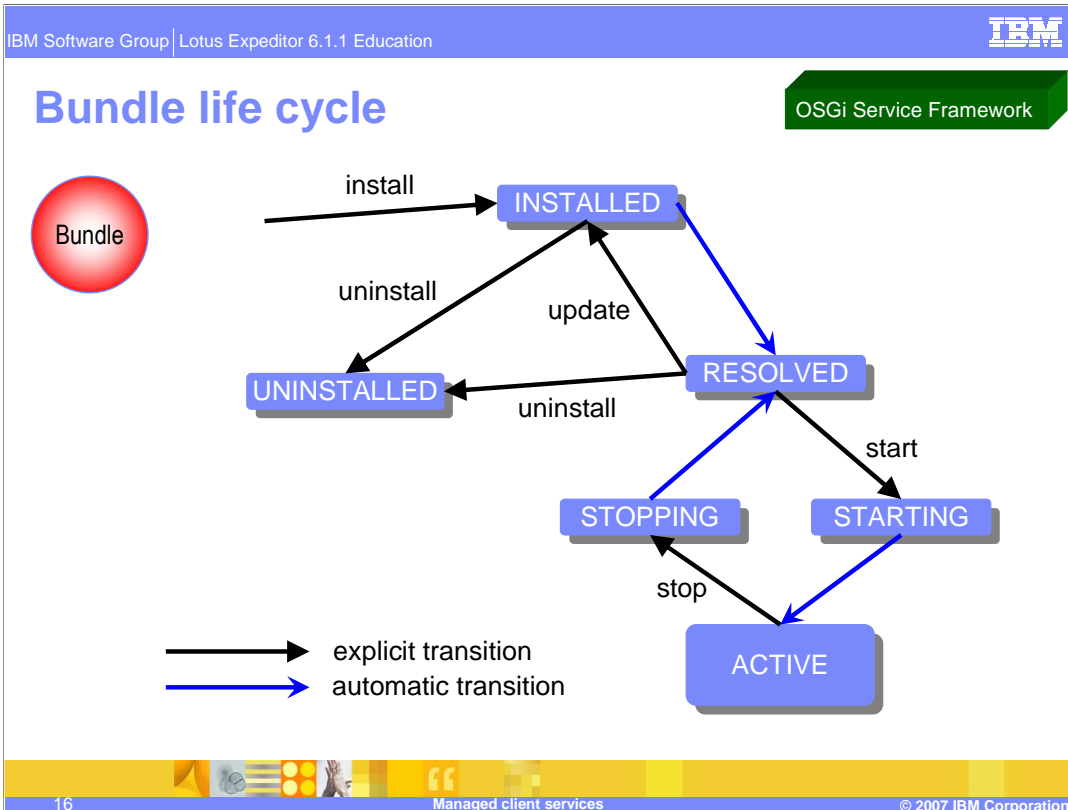 IBM Software Group | Lotus Expeditor 6.1.1 Education
IBM
Bundle life cycle
OSGi Service Framework
Bundle
install
INSTALLED
uninstall
update
UNINSTALLED
uninstall
RESOLVED
start
STOPPING
STARTING
stop
ACTIVE
explicit transition
automatic transition
16
Managed client services
© 2007 IBM Corporation